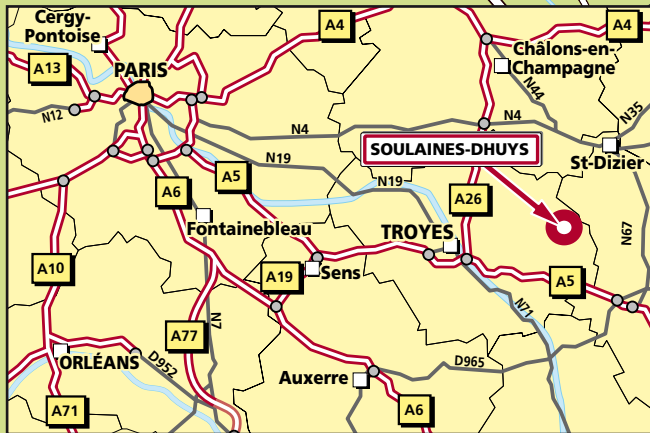 Cergy-
Pontoise
A4
A4
A13
PARIS
Châlons-en-
Champagne
N44
N12
N4
N4
N35
SOULAINES-DHUYS
St-Dizier
N19
N19
A5
A6
A26
Fontainebleau
TROYES
N67
A10
A19
Sens
A5
N71
A77
N7
ORLÉANS
D952
D965
Auxerre
A71
A6